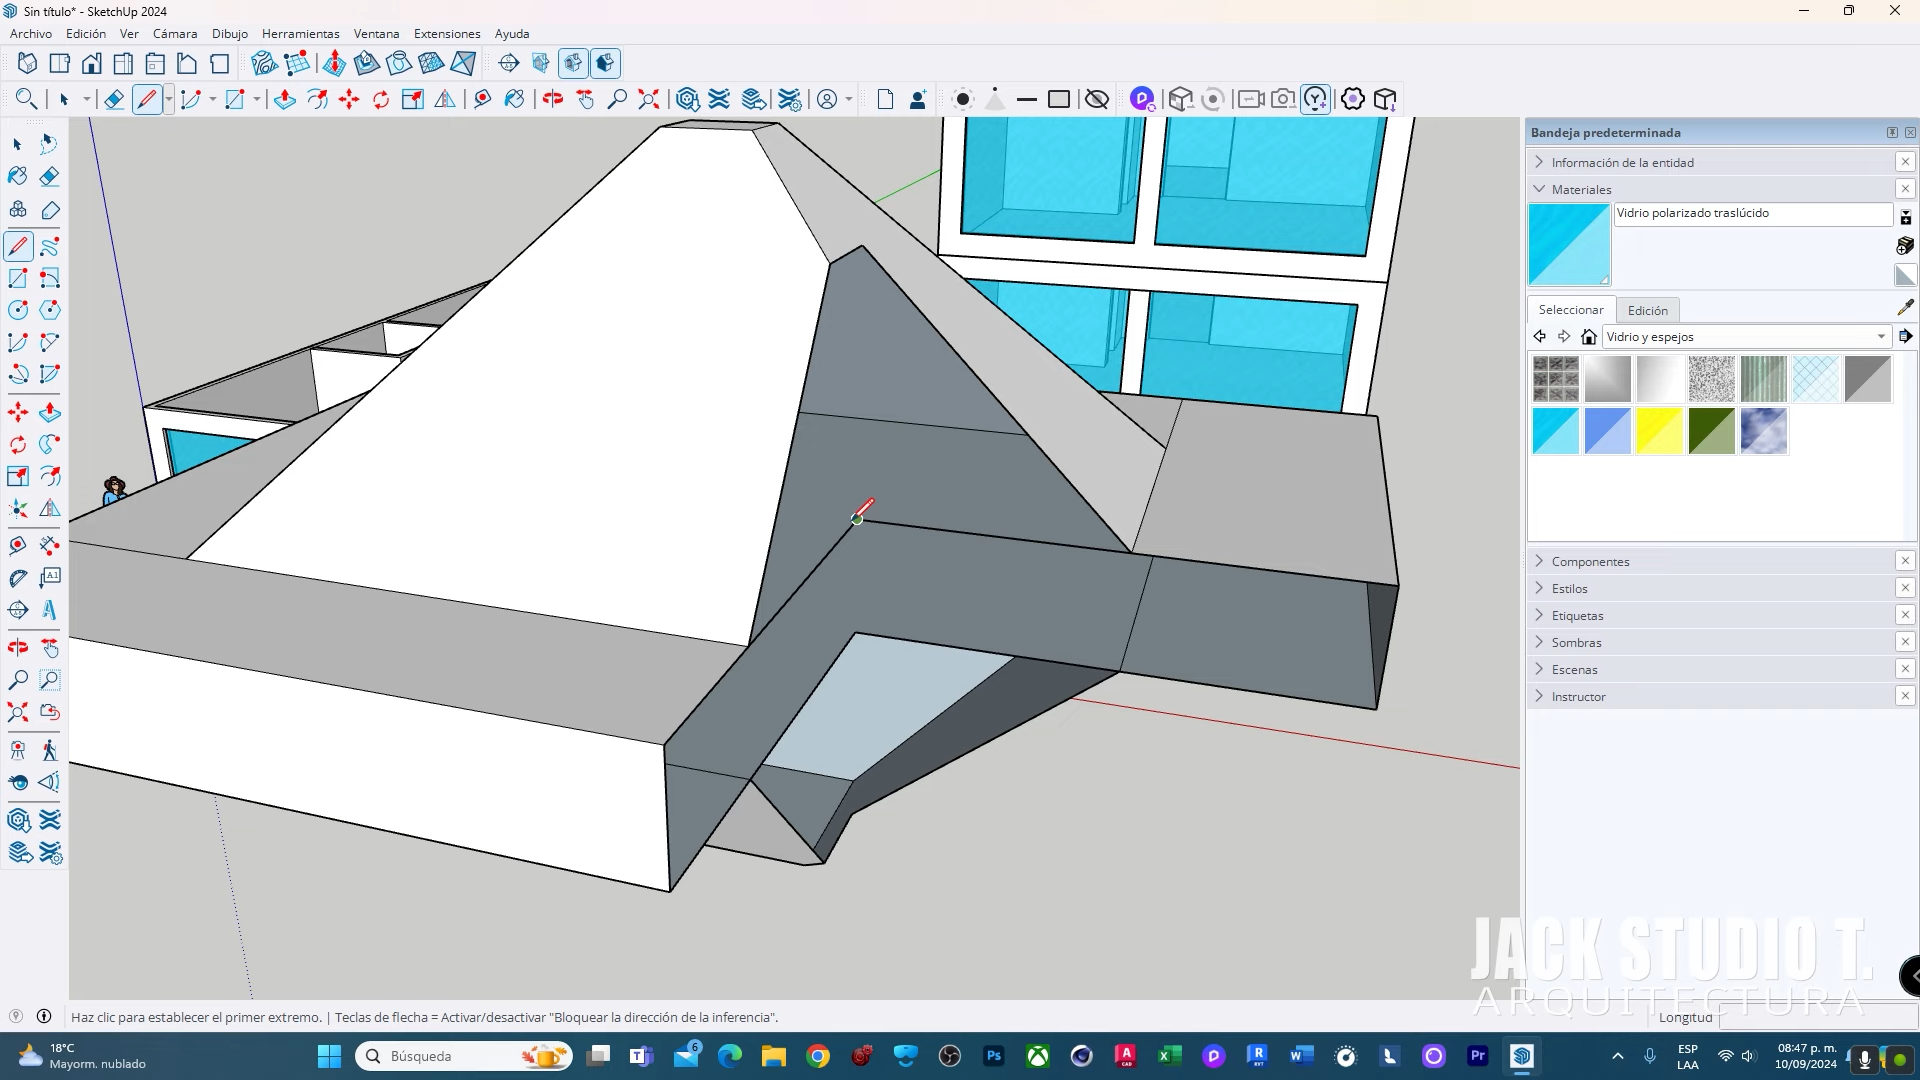 Sin título* - SketchUp 2024
Archivo Edición Ver Cámara Dibujo Herramientas Ventana Extensiones Ayuda
Bandeja predeterminada
Información de la entidad
Materiales
Vidrio polarizado traslúcido
Seleccionar Edición
Vidrio y espejos
Componentes
Estilos
Etiquetas
Sombras
Escenas
Instructor
JACK STUDIO T.
ARQUITECTURA
Haz clic para establecer el primer extremo. | Teclas de flecha = Activar/desactivar "Bloquear la dirección de la inferencia".
Longitud
18°C
Mayorm. nublado
Búsqueda
6
ESP
LAA
08:47 p. m.
10/09/2024